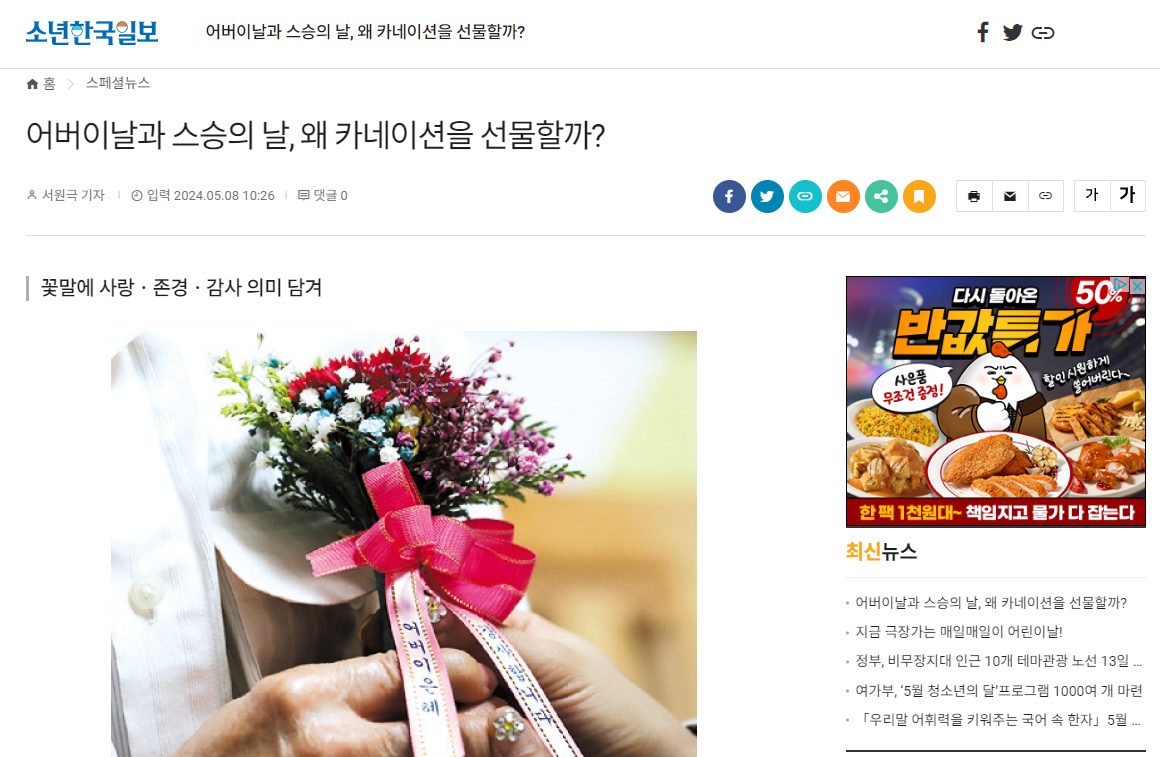 소년한국일보
어버이날과 스승의 날, 왜 카네이션을 선물할까?
홈
스페셜뉴스
어버이날과 스승의 날, 왜 카네이션을 선물할까?
서원극 기자
입력 2024.05.08 10:26
댓글 0
가
가
꽃말에 사랑·존경·감사 의미 담겨
어버이은혜
감사합니다
다시 돌아온
50%
반값특가
사은품
무조건 증정!
할인 시원하게
쏟아버린다~
한 팩 1천원대~ 책임지고 물가 다 잡는다
최신뉴스
어버이날과 스승의 날, 왜 카네이션을 선물할까?
지금 극장가는 매일매일이 어린이날!
정부, 비무장지대 인근 10개 테마관광 노선 13일 ...
여가부, ‘5월 청소년의 달’프로그램 1000여 개 마련
「우리말 어휘력을 키워주는 국어 속 한자」5월 ...